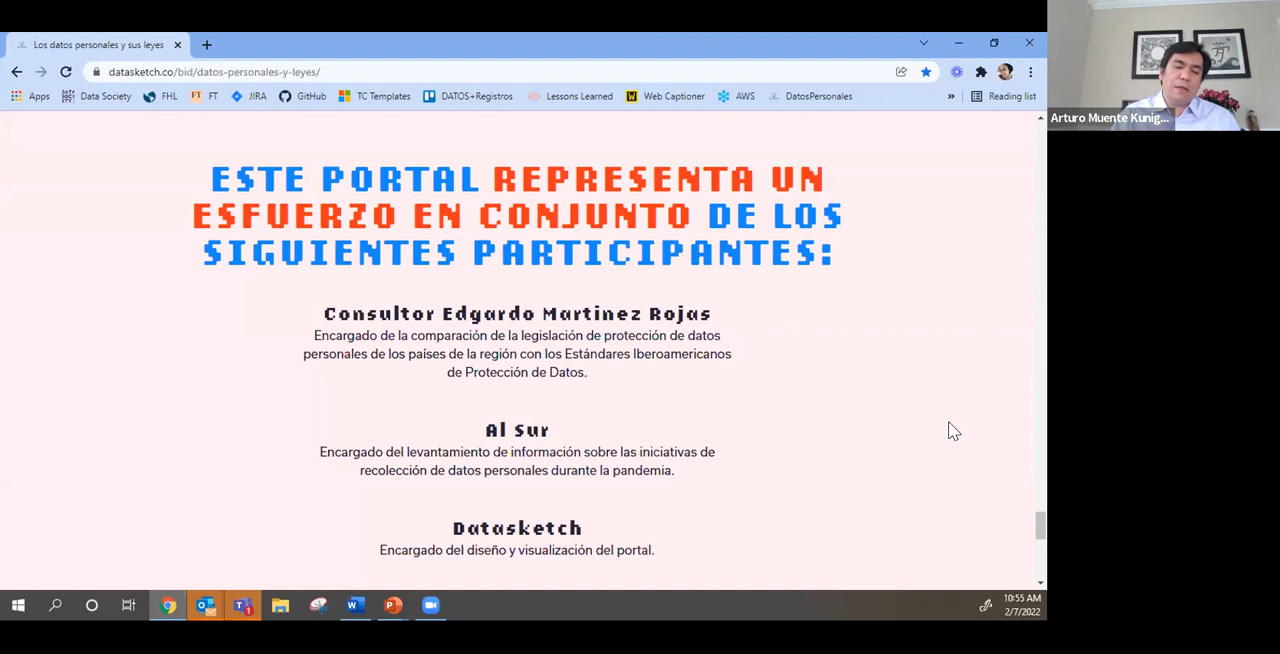 Los datos personales y sus leyes
datasketch.co/bid/datos-personales-y-leyes/
Apps Data Society FHL FT FT JIRA GitHub TC Templates DATOS+Registros Lessons Learned W Web Captioner AWS DatosPersonales » Reading list
Arturo Muente Kunig...
ESTE PORTAL REPRESENTA UN
ESFUERZO EN CONJUNTO DE LOS
SIGUIENTES PARTICIPANTES:
Consultor Edgardo Martinez Rojas
Encargado de la comparación de la legislación de protección de datos
personales de los países de la región con los Estándares Iberoamericanos
de Protección de Datos.
Al Sur
Encargado del levantamiento de información sobre las iniciativas de
recolección de datos personales durante la pandemia.
Datasketch
Encargado del diseño y visualización del portal.
10:55 AM
2/7/2022